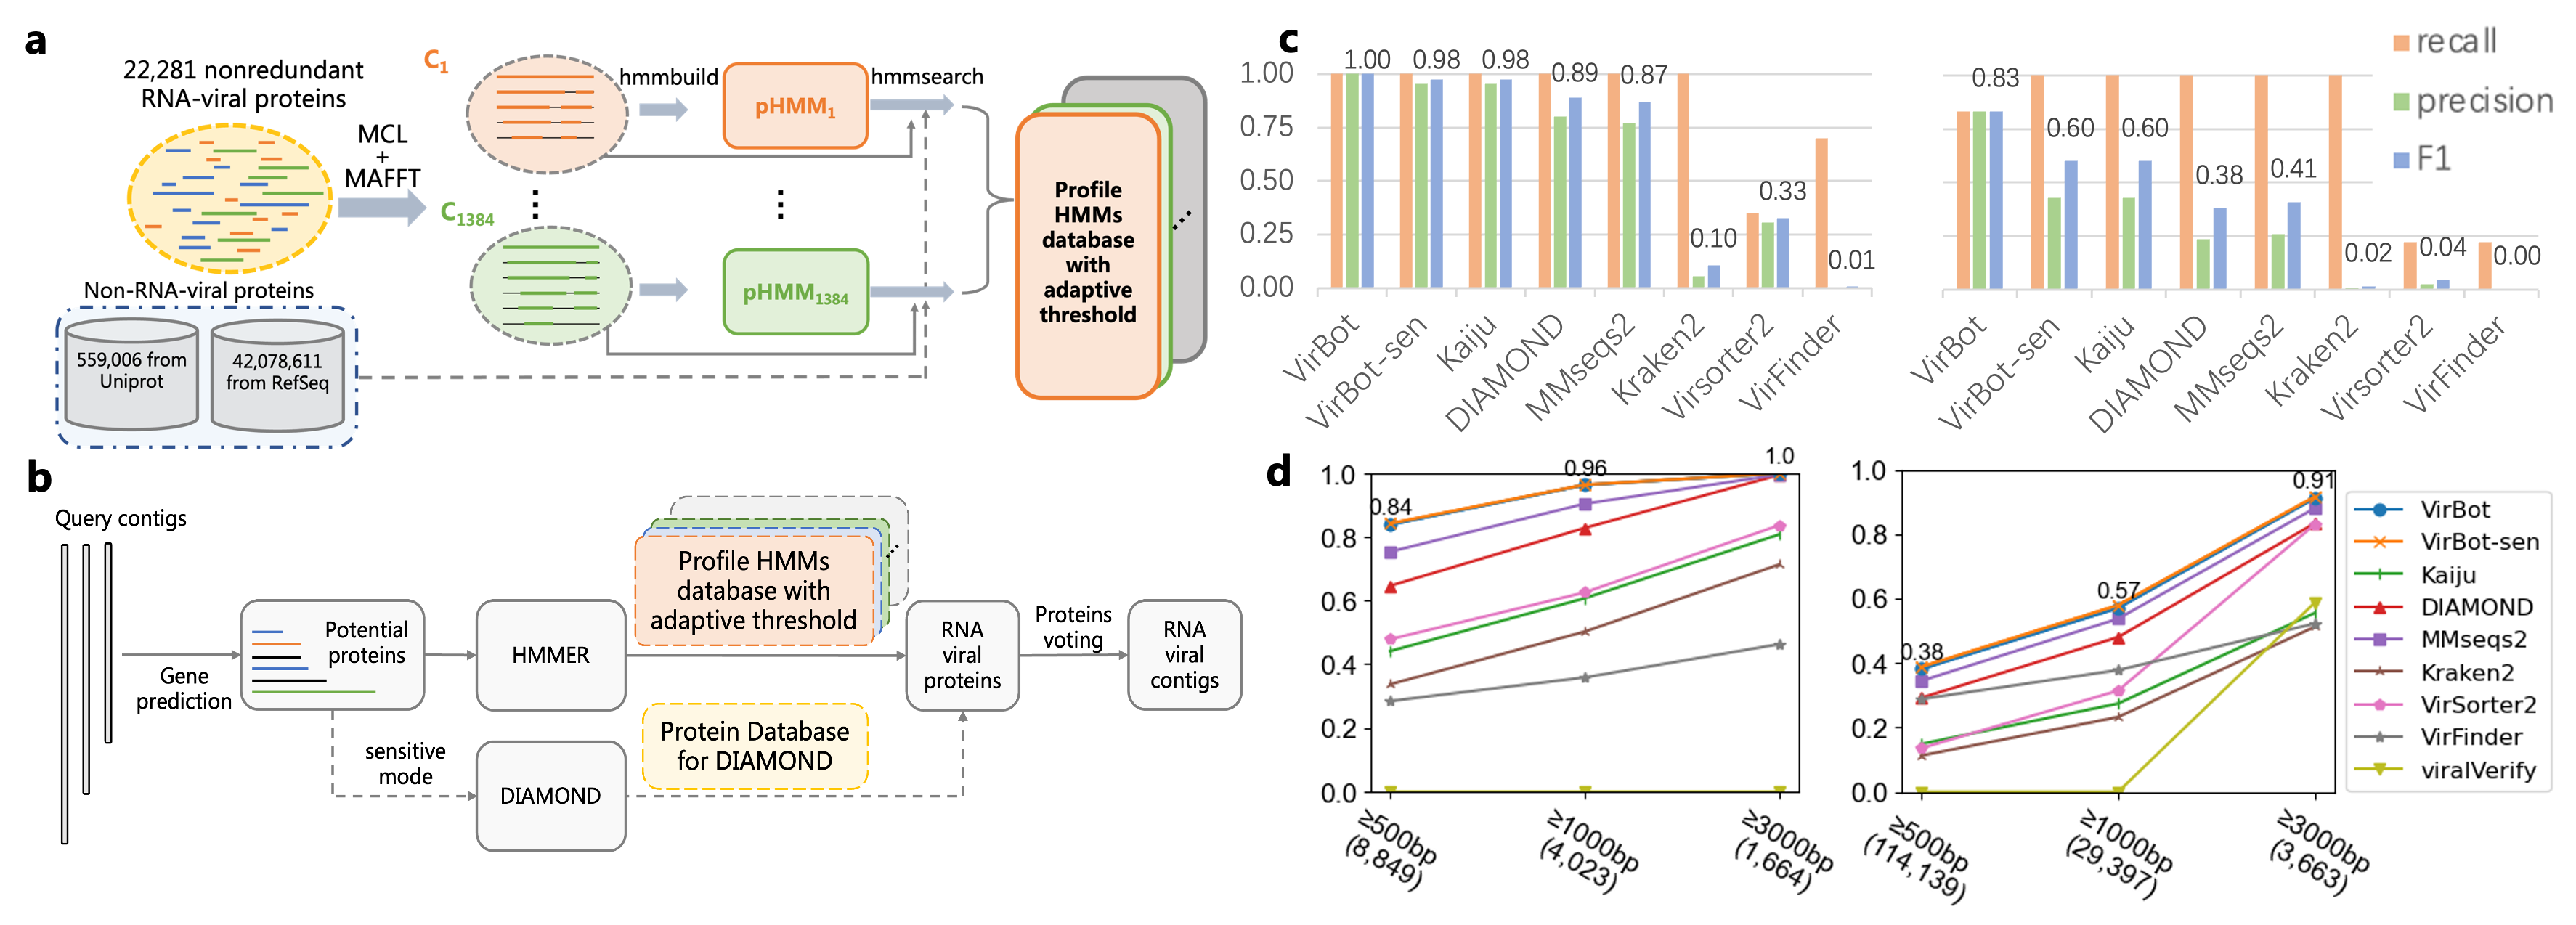 a
22,281 nonredundant
RNA-viral proteins
MCL
+
MAFFT
C1
C1384
hmmbuild
pHMM1
hmmsearch
pHMM1384
Profile
HMMs
database
with
adaptive
threshold
Non-RNA-viral proteins
559,006 from
Uniprot
42,078,611
from RefSeq
b
Query contigs
Gene
prediction
Potential
proteins
HMMER
Profile HMMs
database with
adaptive threshold
sensitive
mode
DIAMOND
Protein Database
for DIAMOND
RNA
viral
proteins
Proteins
voting
RNA
viral
contigs
c
1.00
0.75
0.50
0.25
0.00
1.00
0.98
0.98
0.89
0.87
0.10
0.33
0.01
VirBot
VirBot-sen
Kaiju
DIAMOND
MMseqs2
Kraken2
Virsorter2
VirFinder
0.83
0.60
0.60
0.38
0.41
0.02
0.04
0.00
VirBot
VirBot-sen
Kaiju
DIAMOND
MMseqs2
Kraken2
Virsorter2
VirFinder
recall
precision
F1
d
1.0
0.8
0.6
0.4
0.2
0.0
0.84
0.96
1.0
≥500bp
(8,849)
≥1000bp
(4,023)
≥3000bp
(1,664)
1.0
0.8
0.6
0.4
0.2
0.0
0.38
0.57
0.91
≥500bp
(114,139)
≥1000bp
(29,397)
≥3000bp
(3,663)
VirBot
VirBot-sen
Kaiju
DIAMOND
MMseqs2
Kraken2
VirSorter2
VirFinder
viralVerify